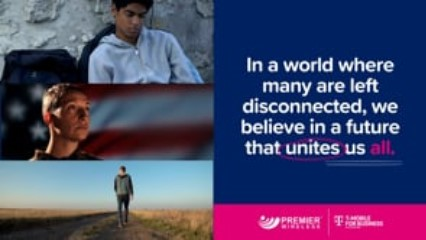 In a world where
many are left
disconnected, we
believe in a future
that unites us all.
PREMIER
WIRELESS
T-MOBILE
FOR BUSINESS